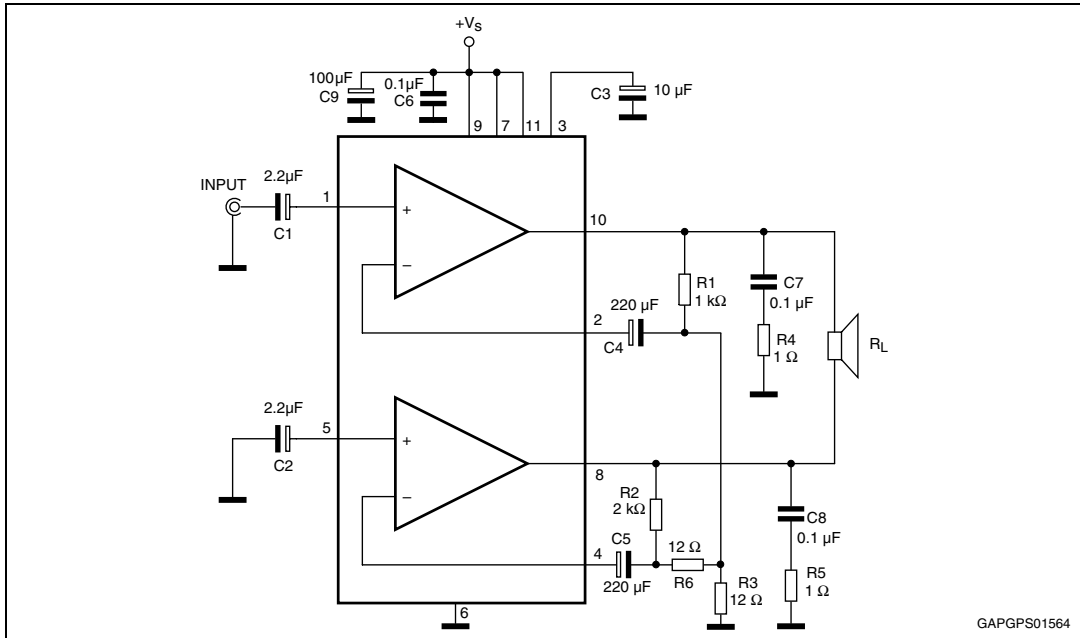 +VS
100µF
C9
0.1µF
C6
C3
10 µF
9
7
11
3
INPUT
2.2µF
C1
1
+
–
10
2
220 µF
C4
R1
1 kΩ
C7
0.1 µF
R4
1 Ω
RL
2.2µF
C2
5
+
–
8
4
C5
220 µF
R2
2 kΩ
12 Ω
R6
R3
12 Ω
C8
0.1 µF
R5
1 Ω
6
GAPGPS01564